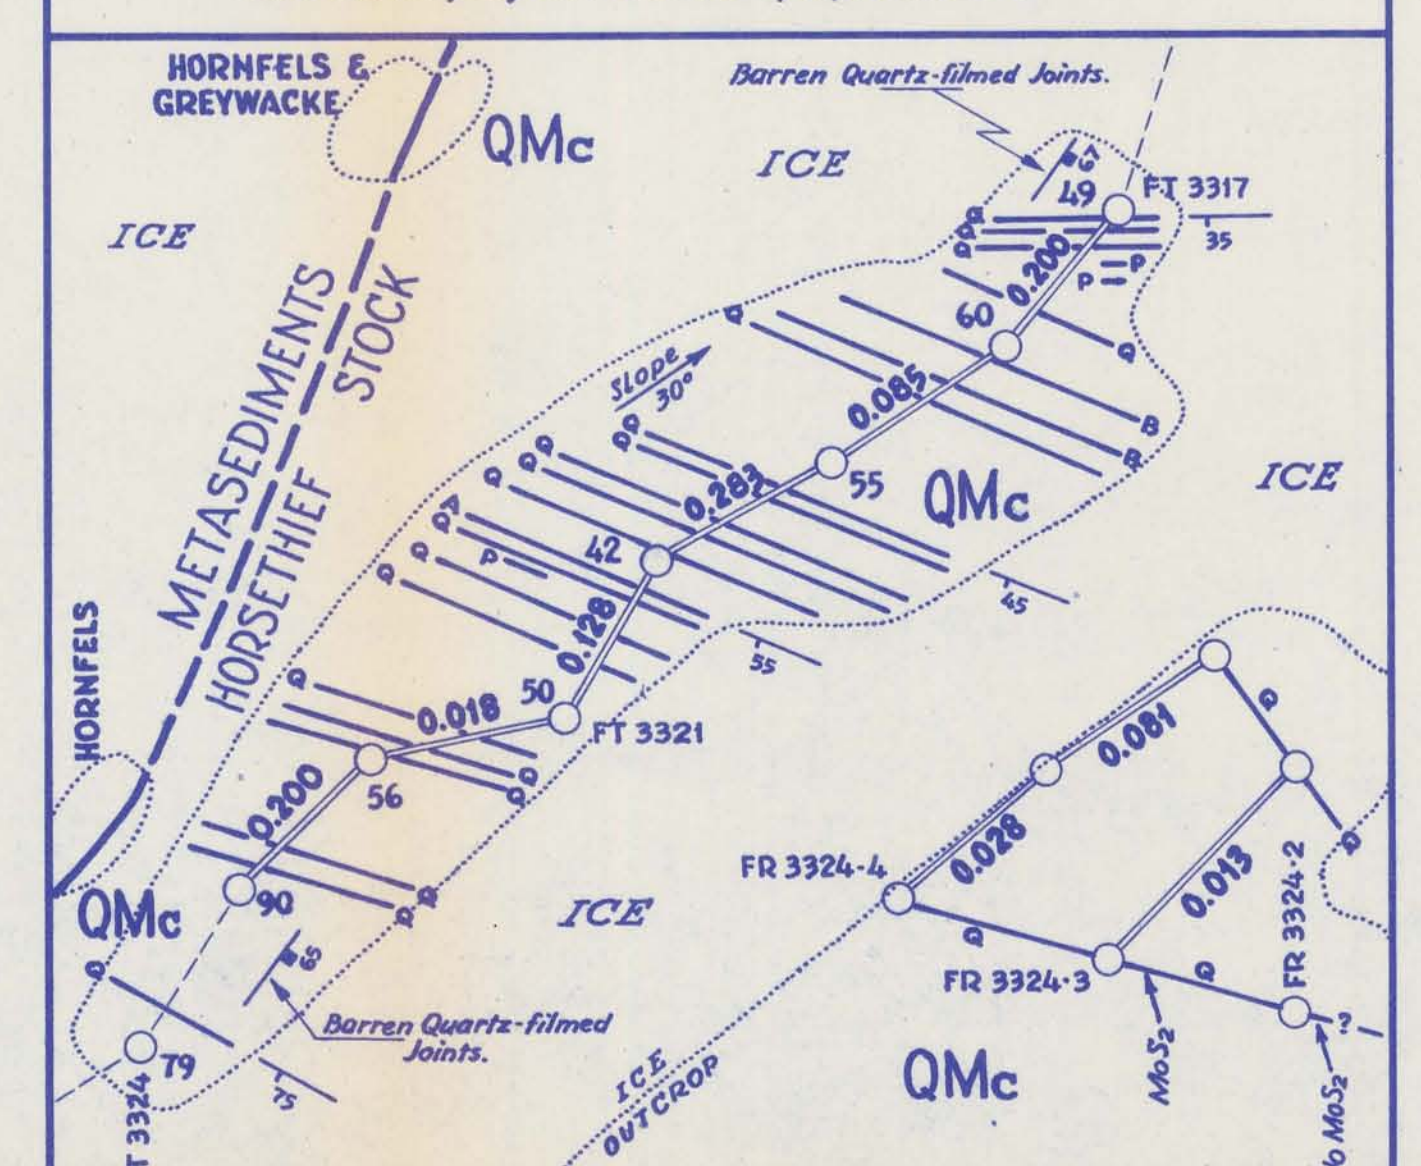 HORNFELS &
GREYWACKE
QMc
ICE
Barren Quartz-filmed Joints.
67
49
FT 3317
35
ICE
Q
Q
Q
P
P
0.200
60
Q
Q
METASEDIMENTS
HORSETHIEF STOCK
Slope
30°
0.085
B
B
Q
Q
Q
Q
Q
0.283
55
QMc
ICE
42
P
Q
Q
0.128
45
55
HORNFELS
Q
0.018
50
FT 3321
Q
Q
56
0.200
Q
Q
90
QMc
ICE
65
Q
Barren Quartz-filmed
Joints.
79
T 3324
75
0.081
Q
Q
0.028
FR 3324-4
0.013
FR 3324-2
Q
FR 3324-3
Q
?
MoS2
MoS2
QMc
ICE
OUTCROP